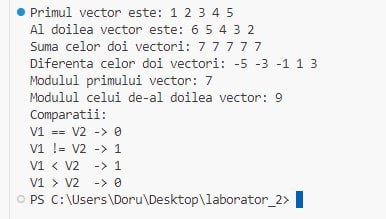 Primul vector este: 1 2 3 4 5
Al doilea vector este: 6 5 4 3 2
Suma celor doi vectori: 7 7 7 7 7
Diferenta celor doi vectori: -5 -3 -1 1 3
Modulul primului vector: 7
Modulul celui de-al doilea vector: 9
Comparatii:
V1 == V2 -> 0
V1 != V2 -> 1
V1 < V2  -> 1
V1 > V2  -> 0
PS C:\Users\Doru\Desktop\laborator_2>